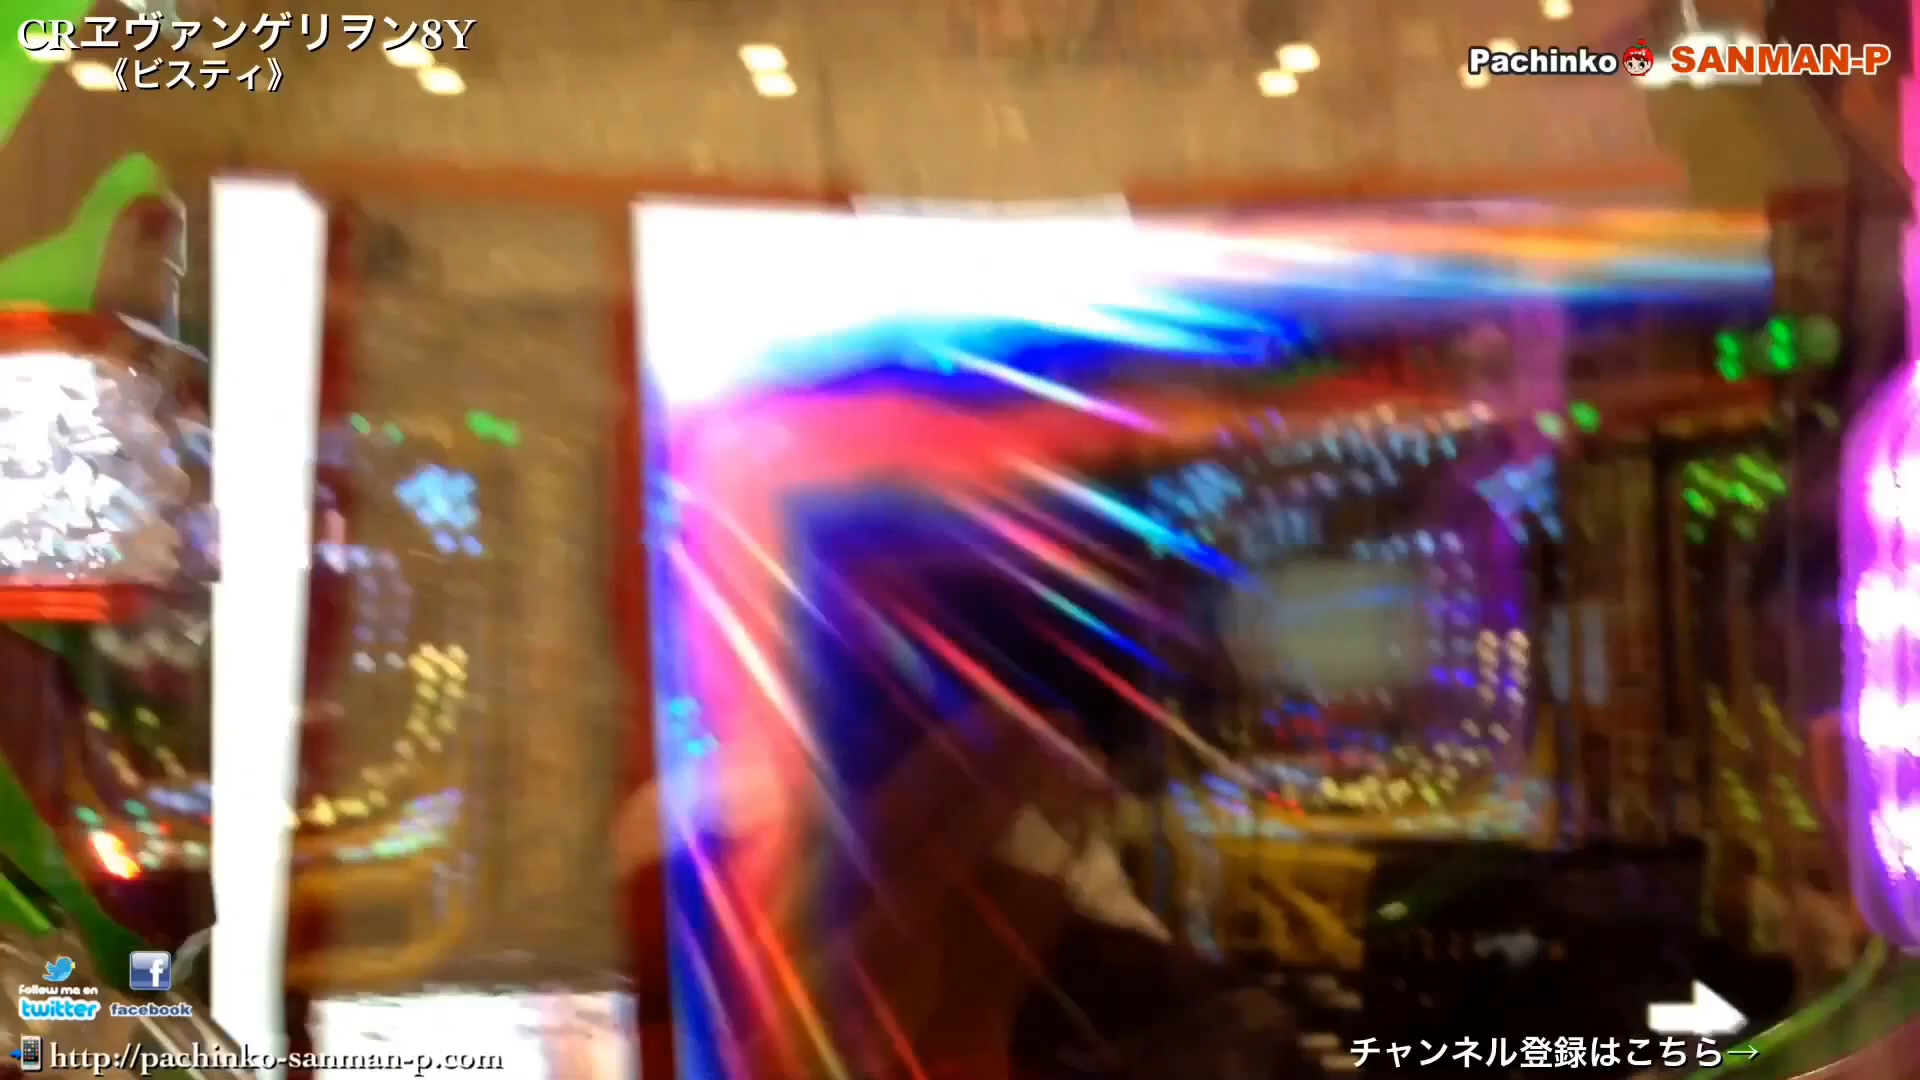 CRヱヴァンゲリヲン8Y
《ビスティ》
Pachinko SANMAN-P
Follow me on
twitter
facebook
http://pachinko-sanman-p.com
チャンネル登録はこちら→